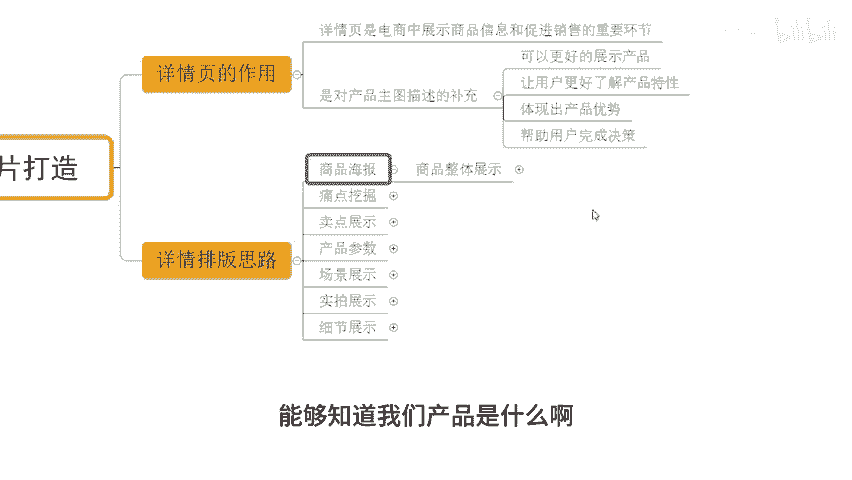 bilibili
详情页是电商中展示商品信息和促进销售的重要环节
可以更好的展示产品
详情页的作用
让用户更好了解产品特性
是对产品主图描述的补充
体现出产品优势
帮助用户完成决策
片打造
商品海报
商品整体展示
痛点挖掘
卖点展示
产品参数
详情排版思路
场景展示
实拍展示
细节展示
能够知道我们产品是什么啊